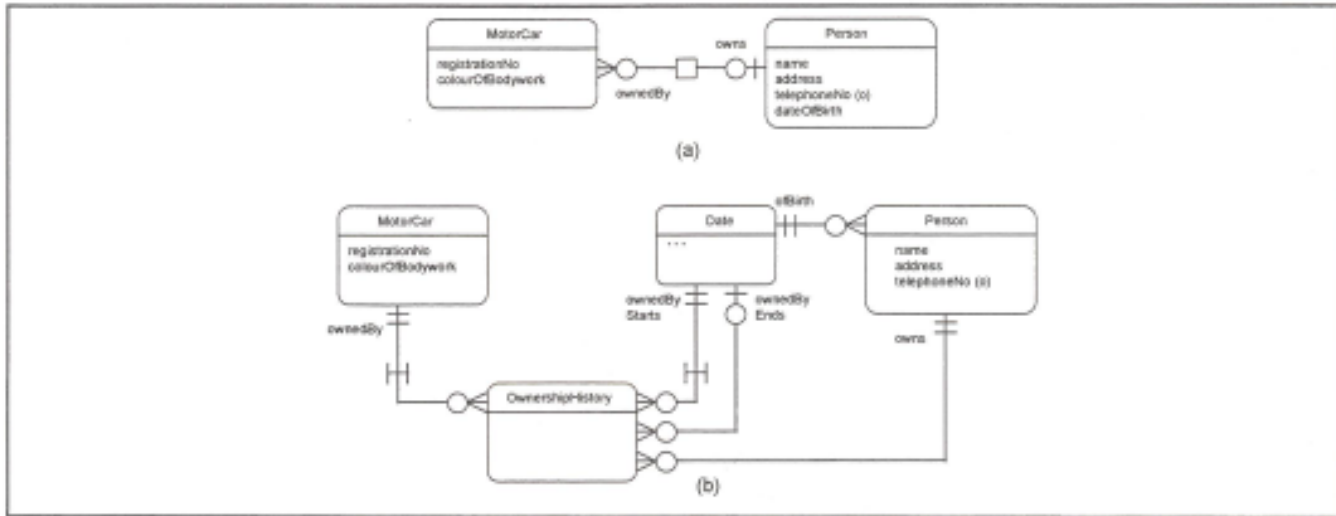 MotorCar
registrationNo
colourOfBodywork
ownedBy
owns
Person
name
address
telephoneNo (o)
dateOfBirth
(a)
MotorCar
registrationNo
colourOfBodywork
ownedBy
Date
...
ofBirth
Person
name
address
telephoneNo (o)
ownedBy
Starts
ownedBy
Ends
owns
OwnershipHistory
(b)